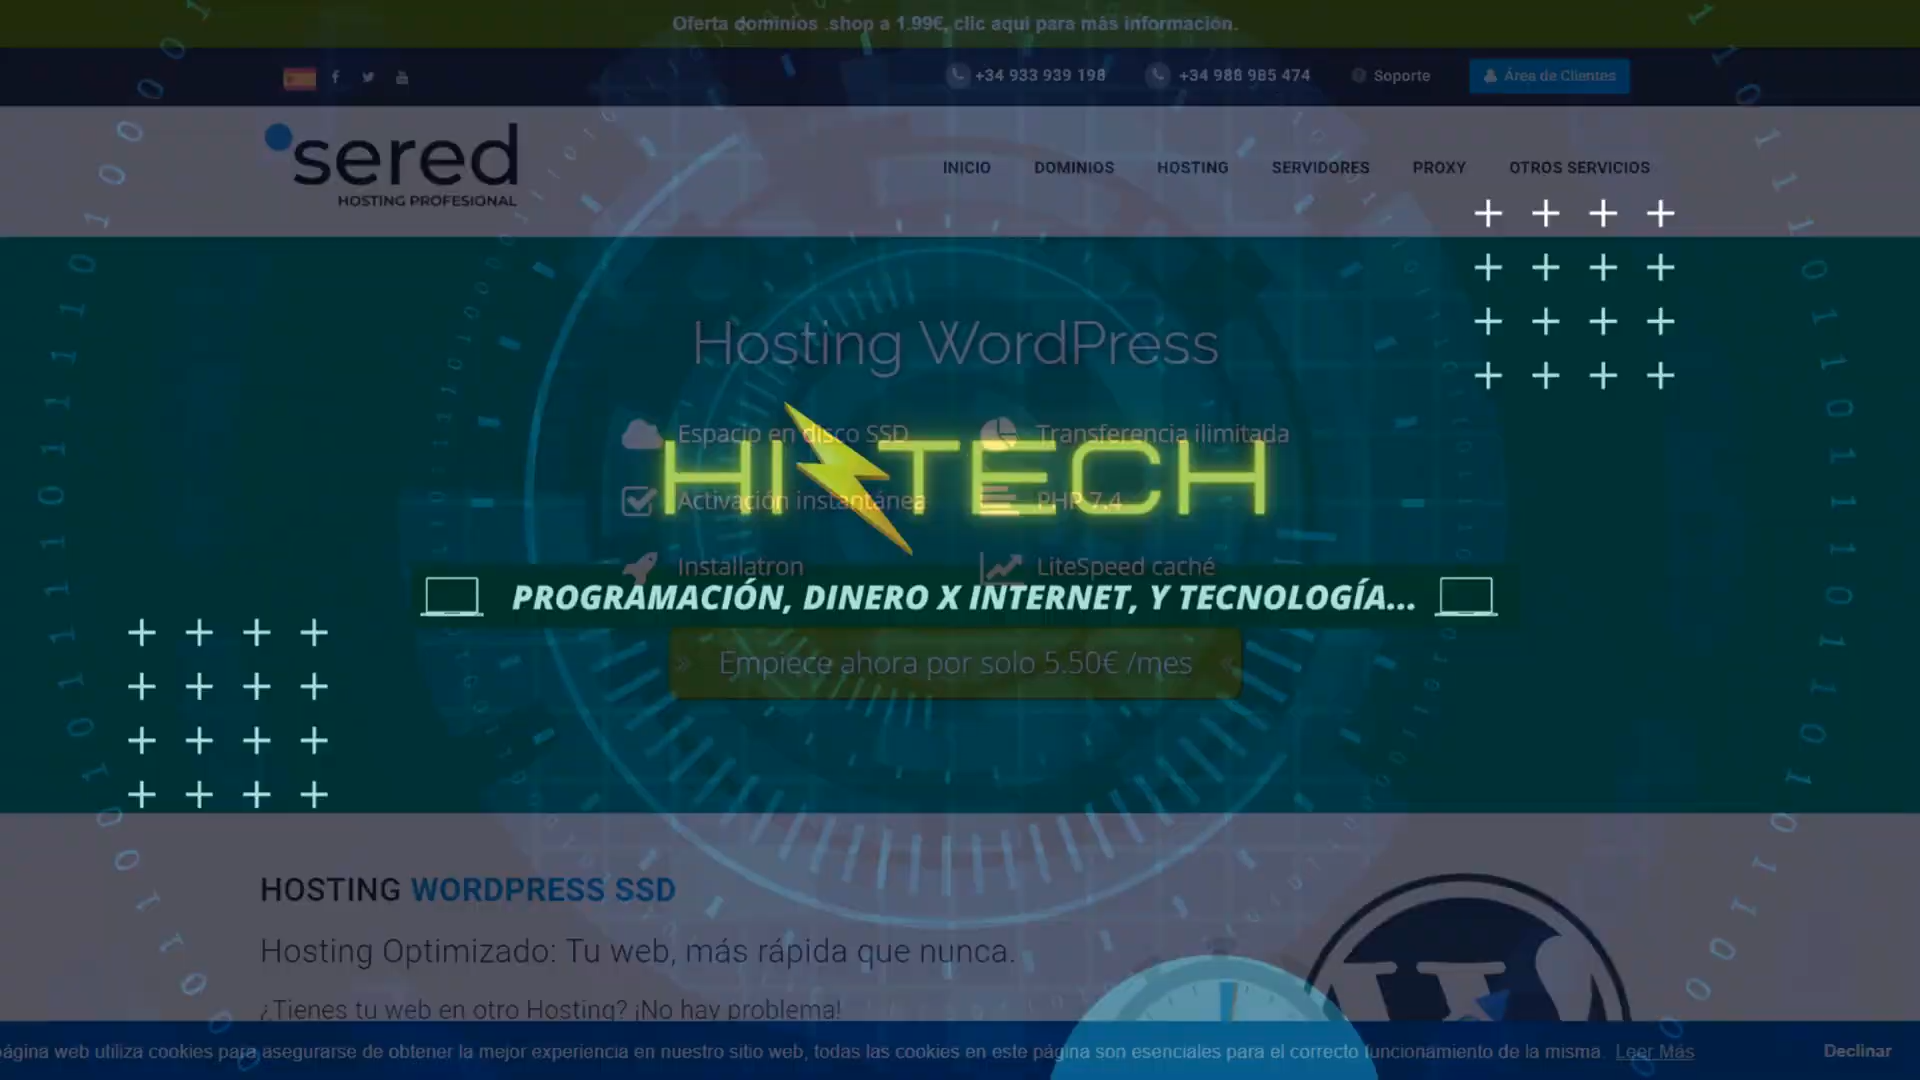 Oferta dominios .shop a 1.99€, clic aqui para más información.
+34 933 939 198 +34 988 985 474 Soporte Área de Clientes
sered
HOSTING PROFESIONAL
INICIO DOMINIOS HOSTING SERVIDORES PROXY OTROS SERVICIOS
Hosting WordPress
Espacio en disco SSD Transferencia ilimitada
HI TECH
Activación instantánea PHP 7.4
Installatron LiteSpeed caché
PROGRAMACIÓN, DINERO X INTERNET, Y TECNOLOGÍA...
» Empiece ahora por solo 5.50€ /mes «
HOSTING WORDPRESS SSD
Hosting Optimizado: Tu web, más rápida que nunca.
¿Tienes tu web en otro Hosting? ¡No hay problema!
ágina web utiliza cookies para asegurarse de obtener la mejor experiencia en nuestro sitio web, todas las cookies en este página son esenciales para el correcto funcionamiento de la misma. Leer Más Declinar